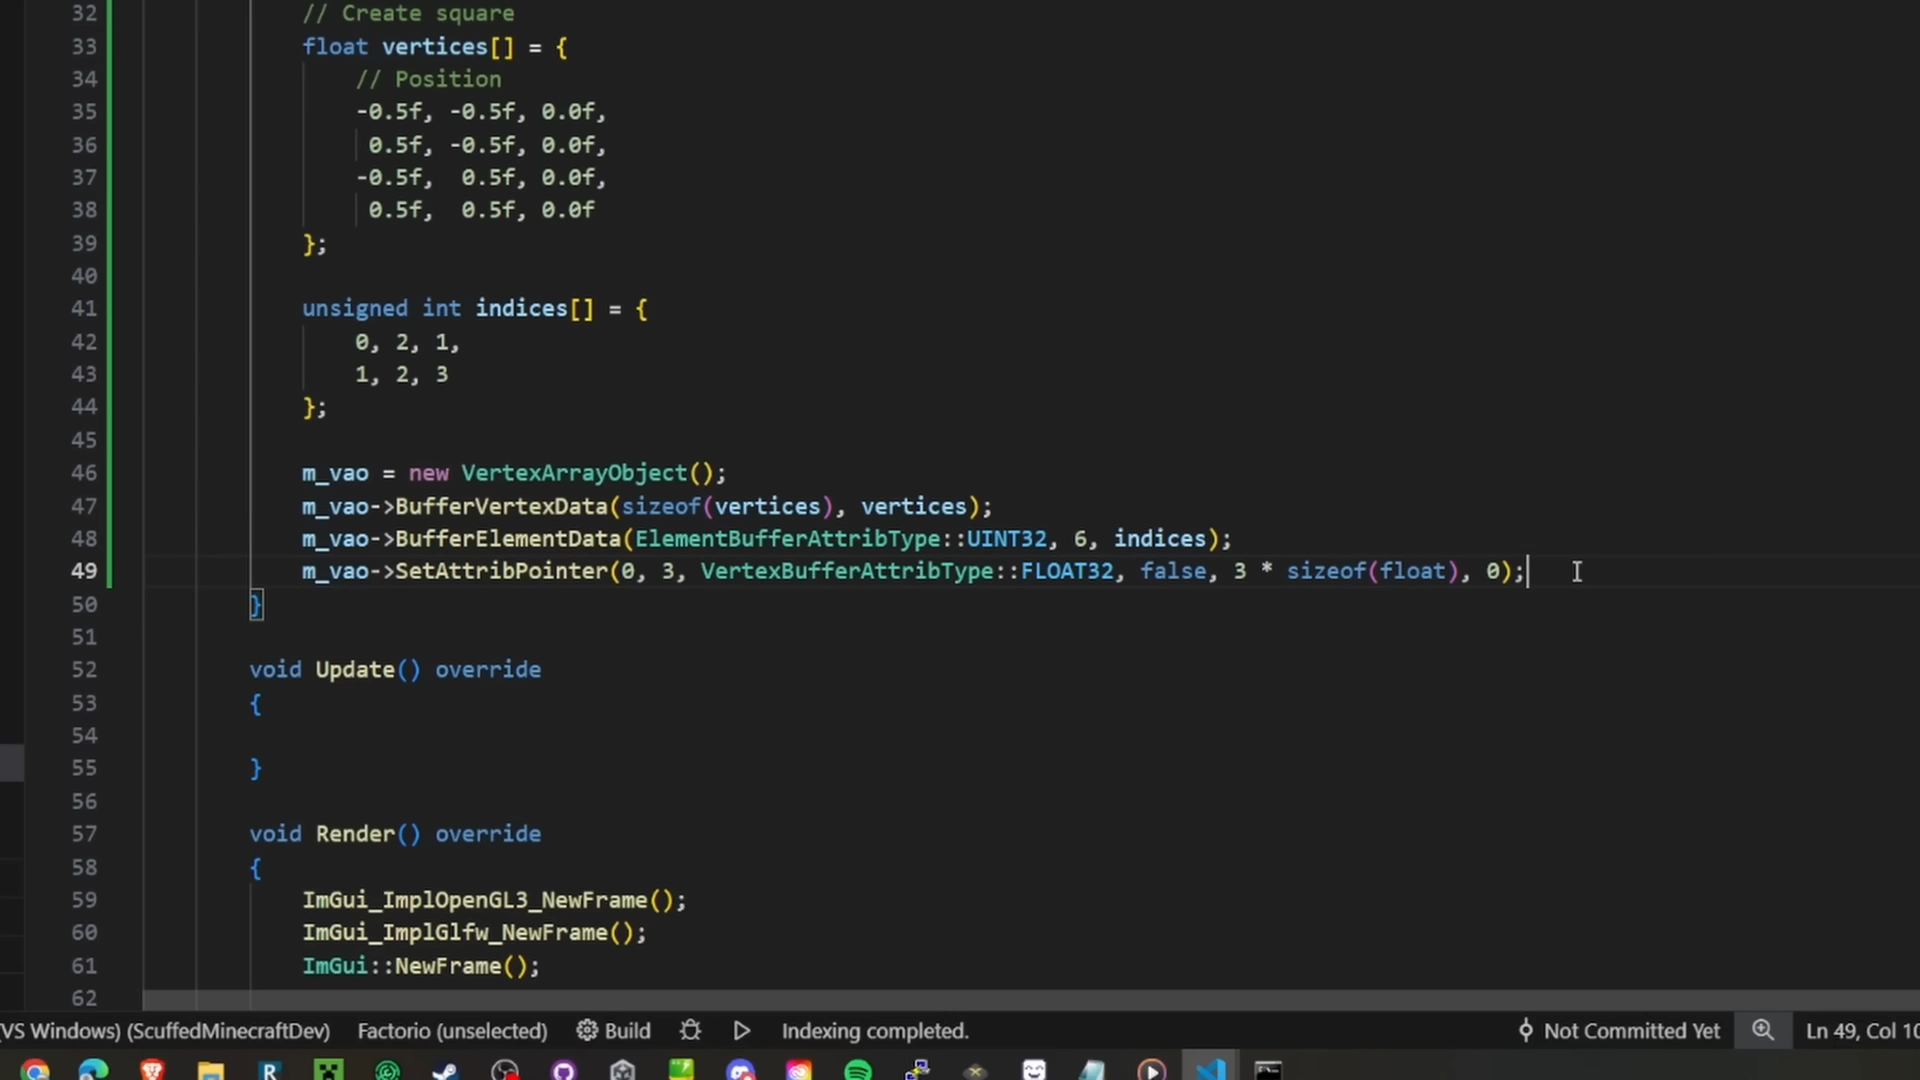 32 // Create square
33 float vertices[] = {
34 // Position
35 -0.5f, -0.5f, 0.0f,
36 0.5f, -0.5f, 0.0f,
37 -0.5f, 0.5f, 0.0f,
38 0.5f, 0.5f, 0.0f
39 };
40
41 unsigned int indices[] = {
42 0, 2, 1,
43 1, 2, 3
44 };
45
46 m_vao = new VertexArrayObject();
47 m_vao->BufferVertexData(sizeof(vertices), vertices);
48 m_vao->BufferElementData(ElementBufferAttribType::UINT32, 6, indices);
49 m_vao->SetAttribPointer(0, 3, VertexBufferAttribType::FLOAT32, false, 3 * sizeof(float), 0);
50 }
51
52 void Update() override
53 {
54
55 }
56
57 void Render() override
58 {
59 ImGui_ImplOpenGL3_NewFrame();
60 ImGui_ImplGlfw_NewFrame();
61 ImGui::NewFrame();
62
(VS Windows) (ScuffedMinecraftDev) Factorio (unselected) Build Indexing completed. Not Committed Yet Ln 49, Col 10